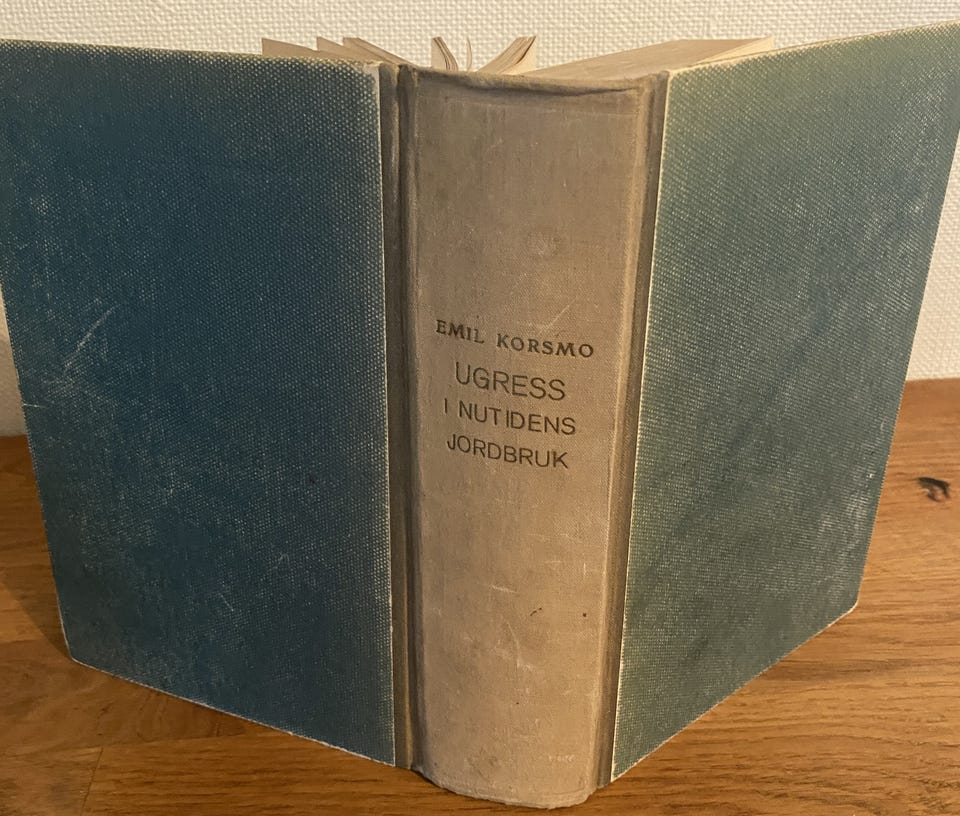 EMIL KORSMO
UGRESS
I NUTIDENS
JORDBRUK